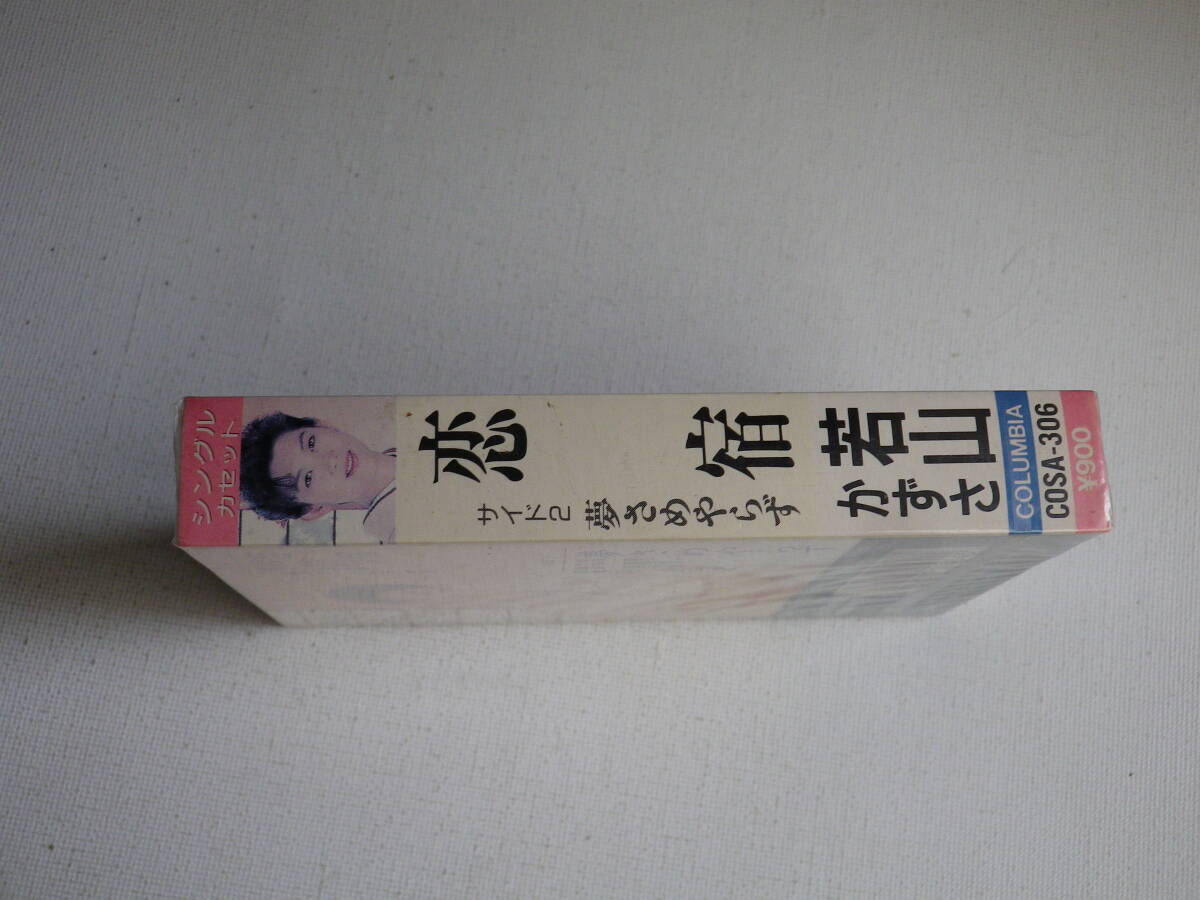 シングル
カセット
恋宿
サイド2 夢さめやらず
若山
かずさ
COLUMBIA
COSA-306
¥900